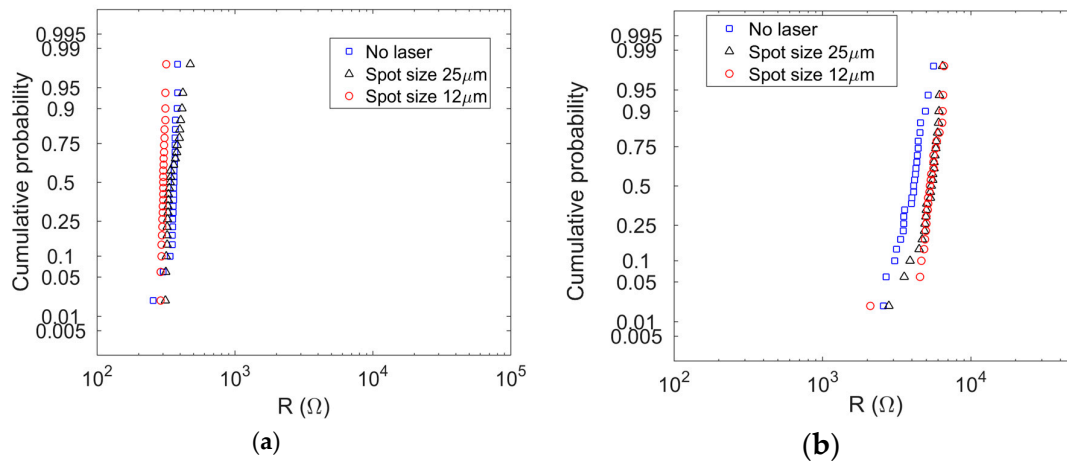 0.995
0.99
0.95
0.9
0.75
0.5
0.25
0.1
0.05
0.01
0.005
Cumulative probability
No laser
Spot size 25μm
Spot size 12μm
10² 10³ 10⁴ 10⁵
R (Ω)
(a)
0.995
0.99
0.95
0.9
0.75
0.5
0.25
0.1
0.05
0.01
0.005
Cumulative probability
No laser
Spot size 25μm
Spot size 12μm
10² 10³ 10⁴
R (Ω)
(b)